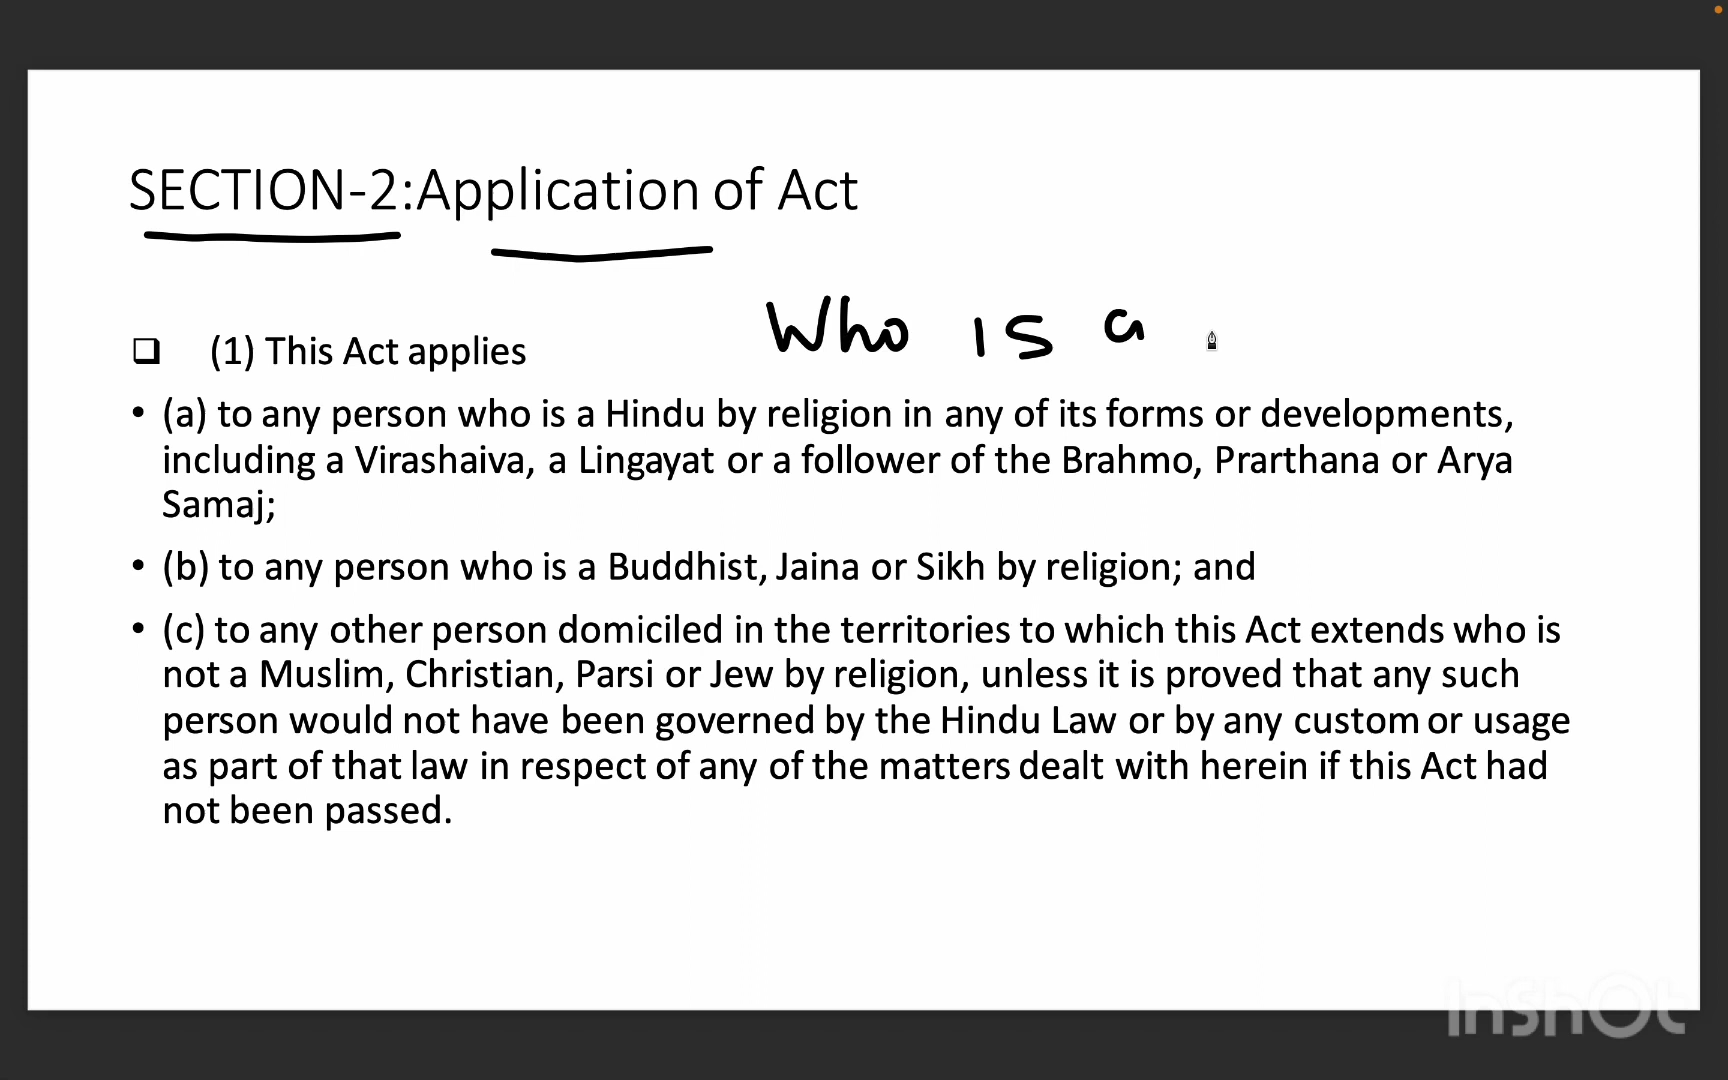 SECTION-2:Application of Act
Who is a
(1) This Act applies
• (a) to any person who is a Hindu by religion in any of its forms or developments,
including a Virashaiva, a Lingayat or a follower of the Brahmo, Prarthana or Arya
Samaj;
• (b) to any person who is a Buddhist, Jaina or Sikh by religion; and
• (c) to any other person domiciled in the territories to which this Act extends who is
not a Muslim, Christian, Parsi or Jew by religion, unless it is proved that any such
person would not have been governed by the Hindu Law or by any custom or usage
as part of that law in respect of any of the matters dealt with herein if this Act had
not been passed.
InShOt